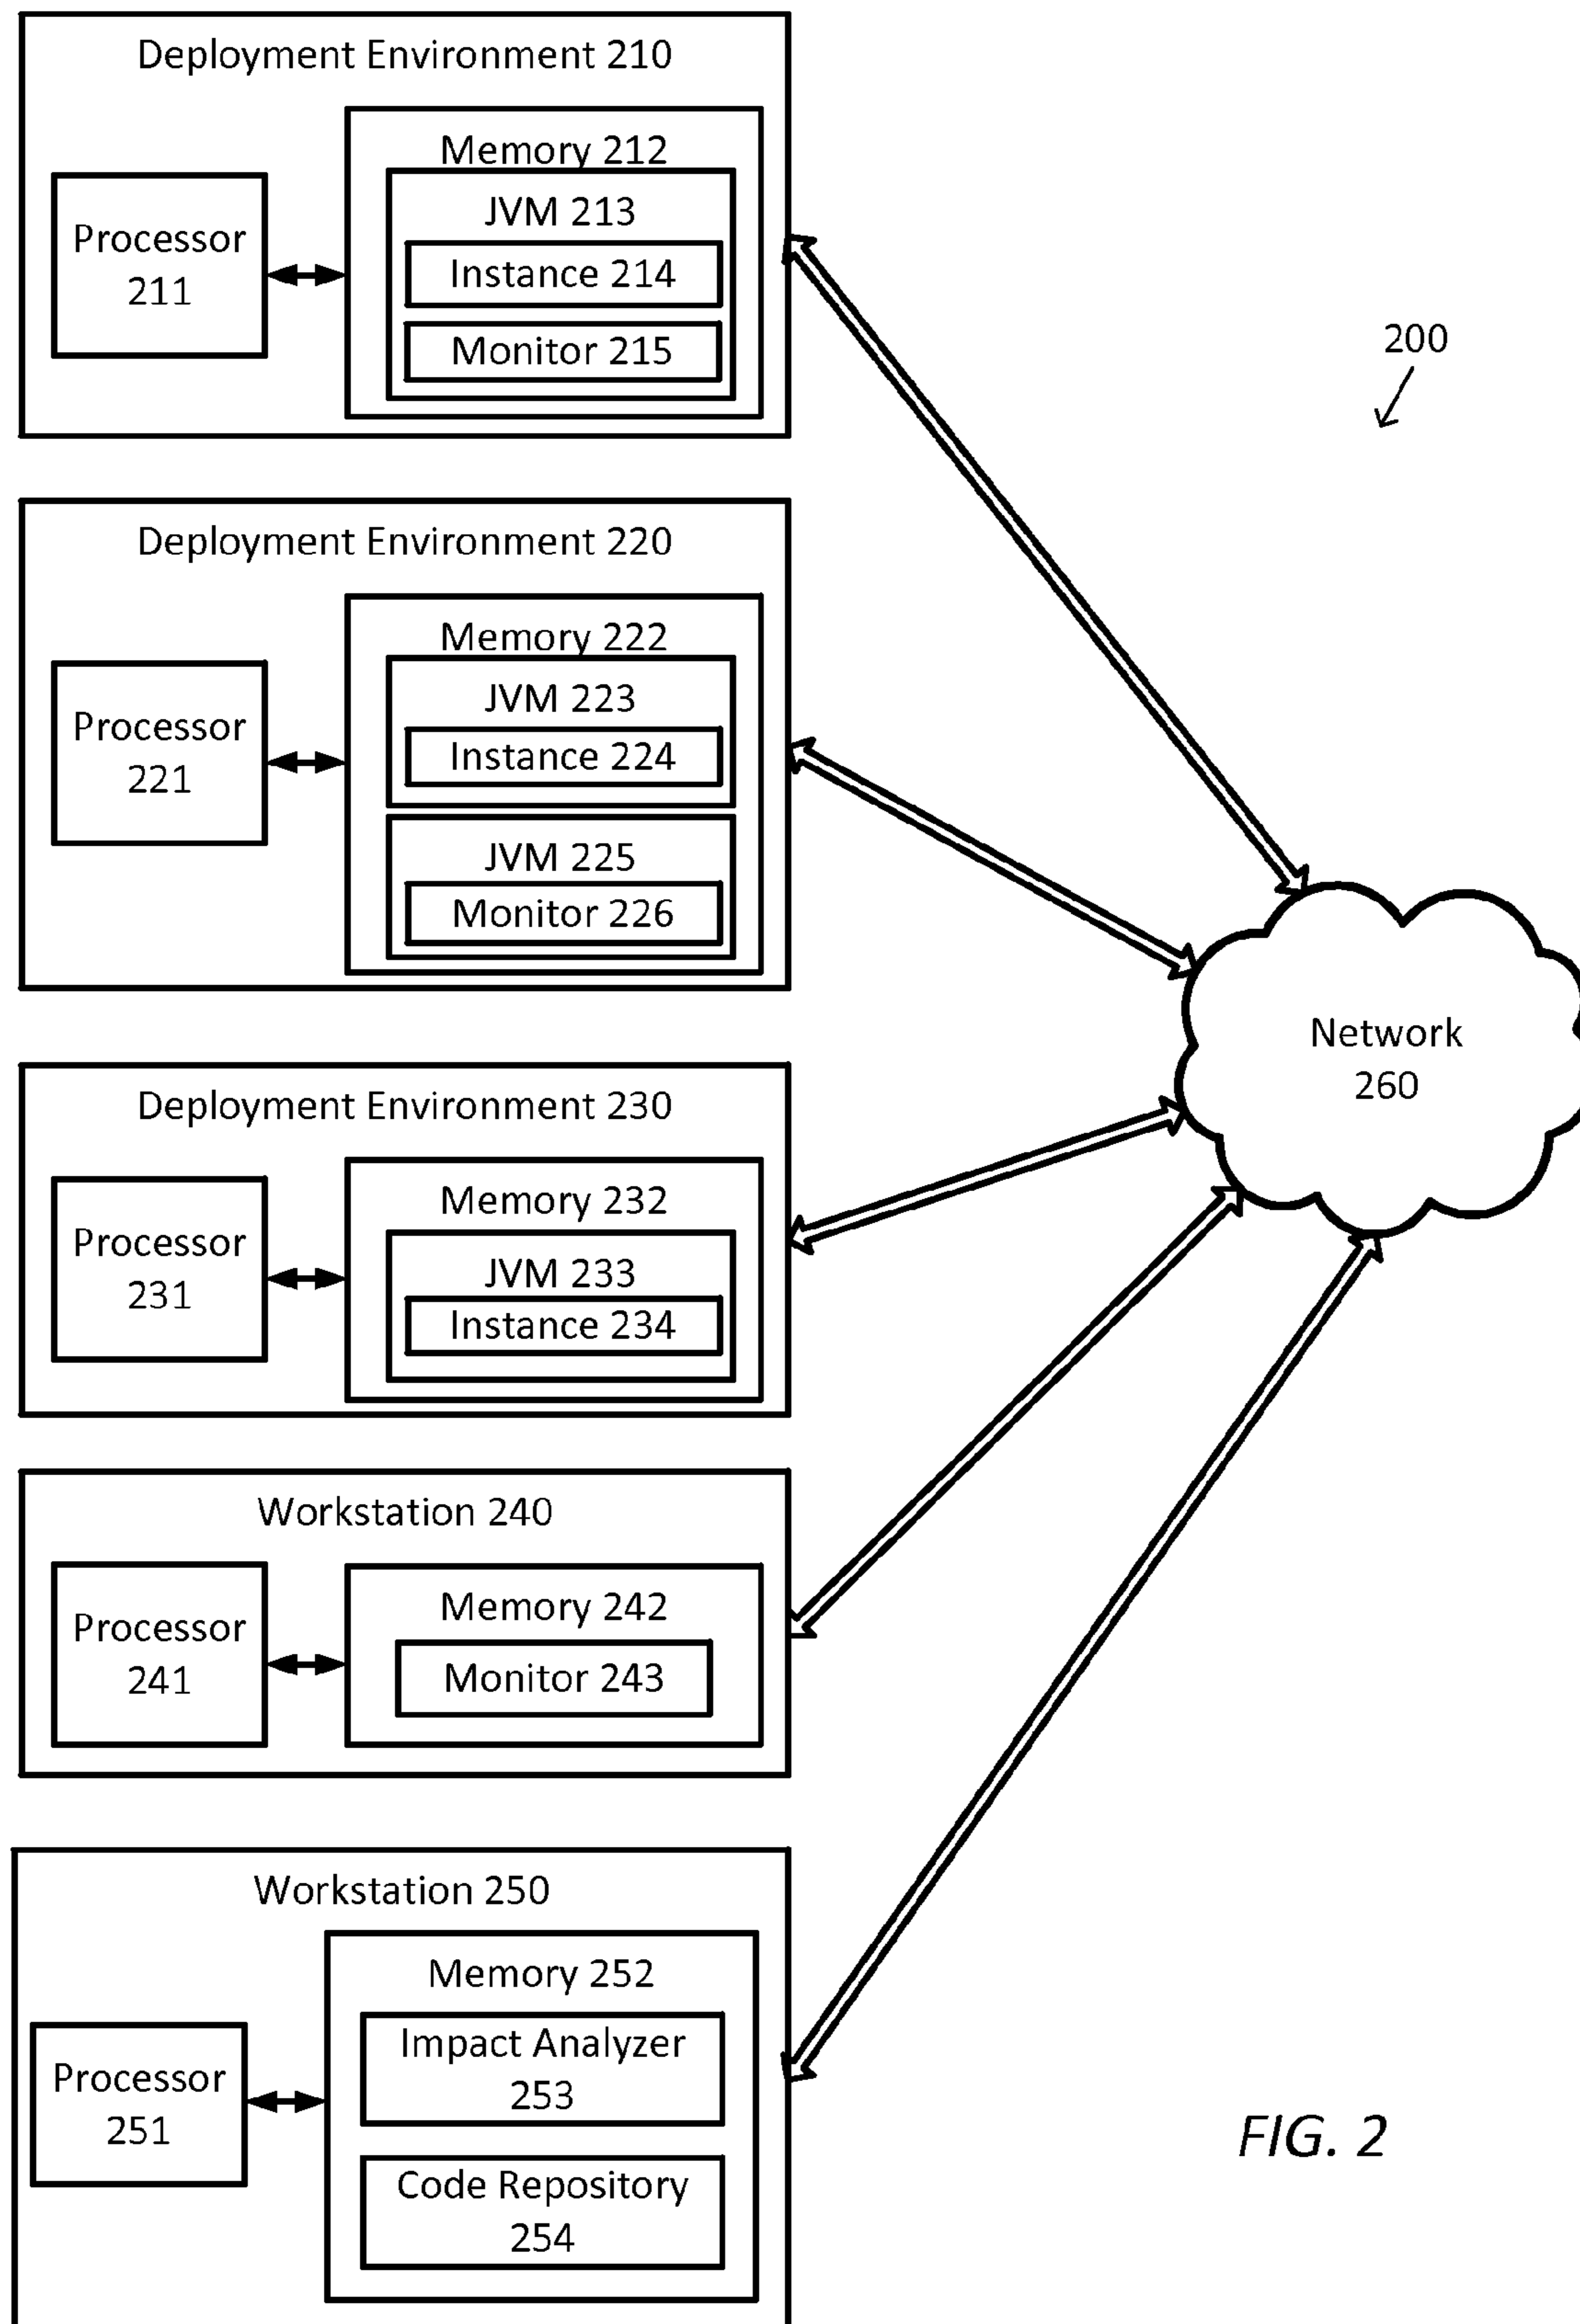 Deployment Environment 210
Memory 212
JVM 213
Processor
211
Instance 214
Monitor 215
200
Deployment Environment 220
Memory 222
JVM 223
Processor
221
Instance 224
JVM 225
Monitor 226
Network
260
Deployment Environment 230
Memory 232
Processor
231
JVM 233
Instance 234
Workstation 240
Memory 242
Processor
241
Monitor 243
Workstation 250
Memory 252
Impact Analyzer
253
Processor
251
Code Repository
254
FIG. 2